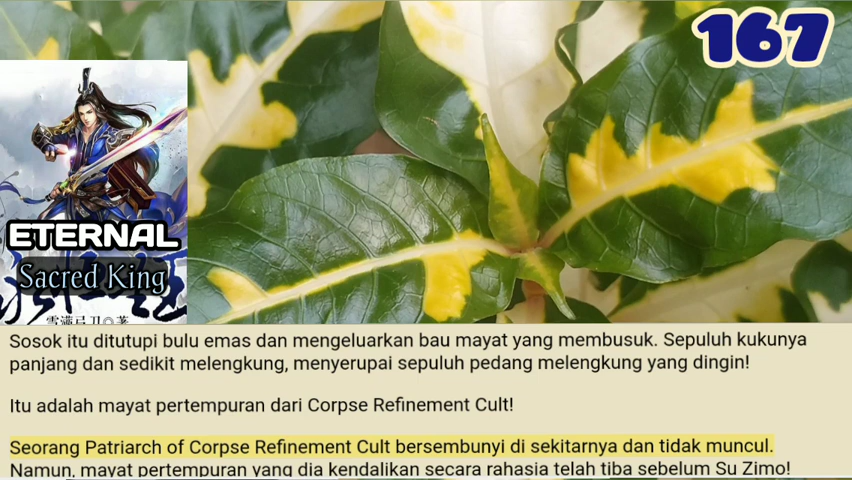 167
ETERNAL
Sacred King
Sosok itu ditutupi bulu emas dan mengeluarkan bau mayat yang membusuk. Sepuluh kukunya
panjang dan sedikit melengkung, menyerupai sepuluh pedang melengkung yang dingin!
Itu adalah mayat pertempuran dari Corpse Refinement Cult!
Seorang Patriarch of Corpse Refinement Cult bersembunyi di sekitarnya dan tidak muncul.
Namun, mayat pertempuran yang dia kendalikan secara rahasia telah tiba sebelum Su Zimo!